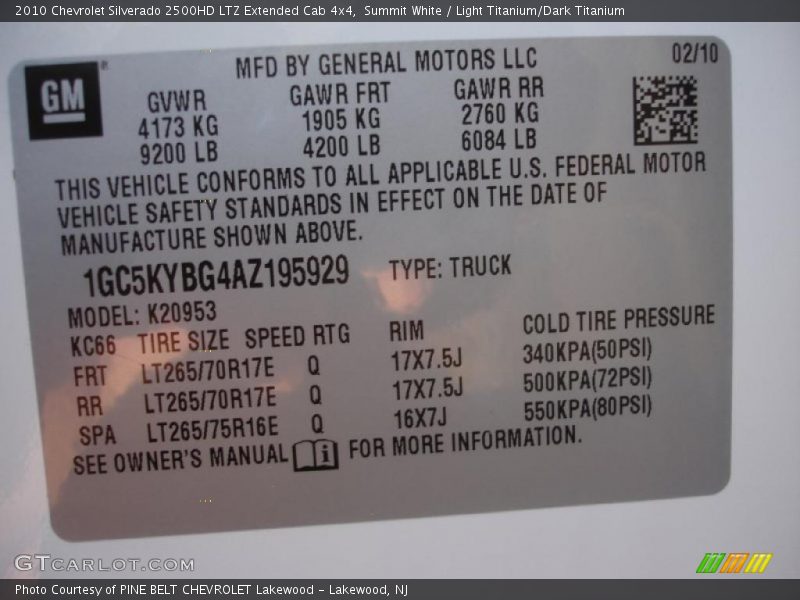 2010 Chevrolet Silverado 2500HD LTZ Extended Cab 4x4, Summit White / Light Titanium/Dark Titanium
MFD BY GENERAL MOTORS LLC 02/10
GM ®
GVWR GAWR FRT GAWR RR
4173 KG 1905 KG 2760 KG
9200 LB 4200 LB 6084 LB
THIS VEHICLE CONFORMS TO ALL APPLICABLE U.S. FEDERAL MOTOR
VEHICLE SAFETY STANDARDS IN EFFECT ON THE DATE OF
MANUFACTURE SHOWN ABOVE.
1GC5KYBG4AZ195929 TYPE: TRUCK
MODEL: K20953
KC66 TIRE SIZE SPEED RTG RIM COLD TIRE PRESSURE
FRT LT265/70R17E Q 17X7.5J 340KPA(50PSI)
RR LT265/70R17E Q 17X7.5J 500KPA(72PSI)
SPA LT265/75R16E Q 16X7J 550KPA(80PSI)
SEE OWNER'S MANUAL i FOR MORE INFORMATION.
GTCARLOT.COM
Photo Courtesy of PINE BELT CHEVROLET Lakewood - Lakewood, NJ